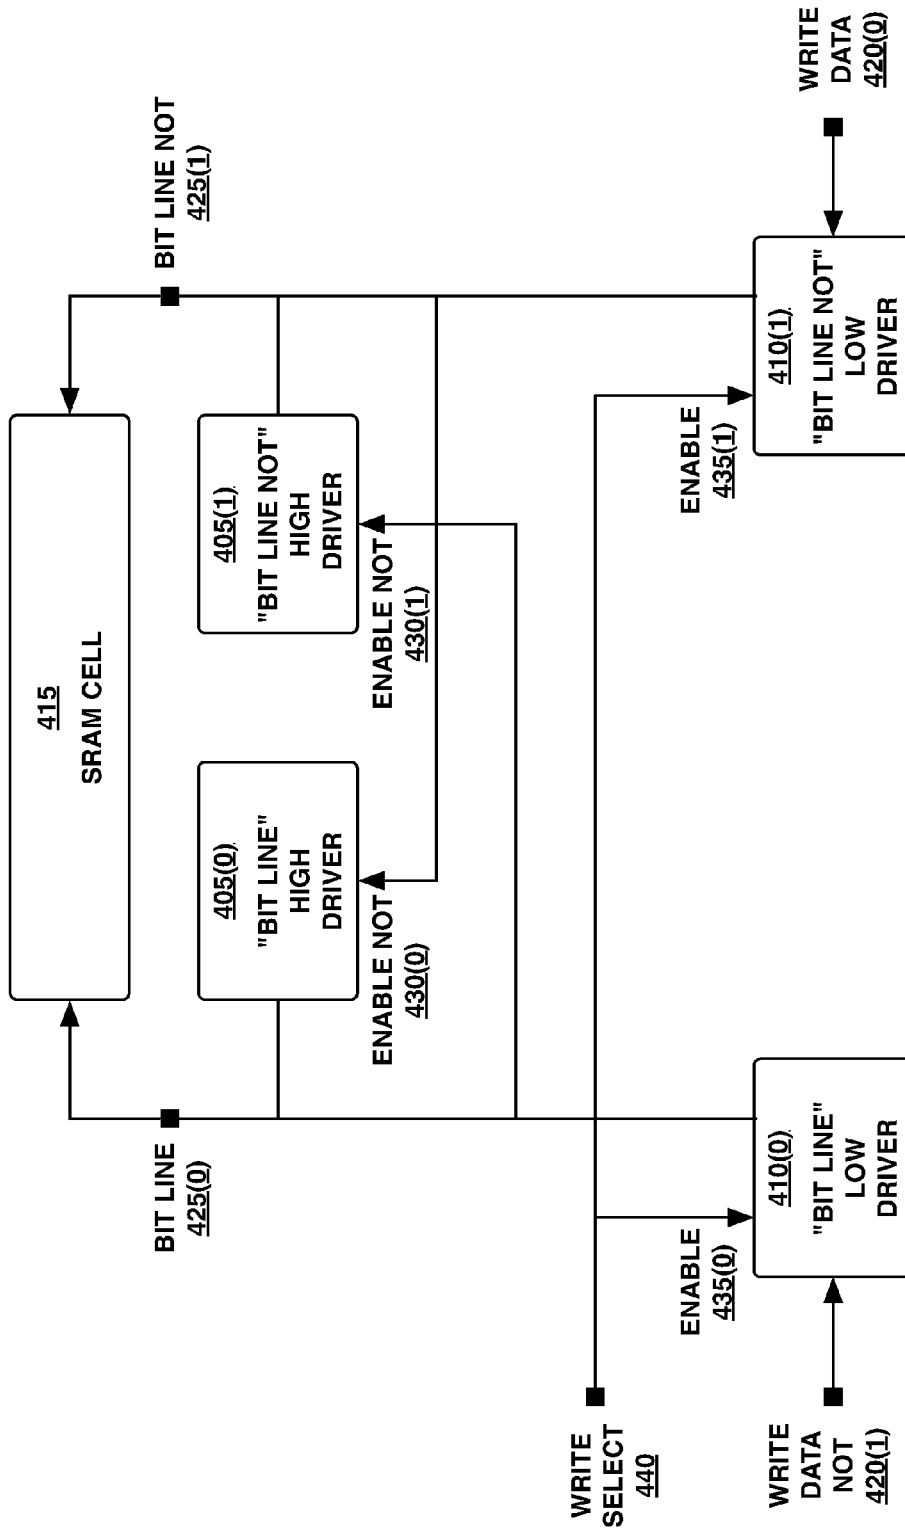 415
SRAM CELL
BIT LINE
425(0)
BIT LINE NOT
425(1)
405(0)
"BIT LINE"
HIGH
DRIVER
405(1)
"BIT LINE NOT"
HIGH
DRIVER
ENABLE NOT
430(0)
ENABLE NOT
430(1)
WRITE
SELECT
440
ENABLE
435(0)
ENABLE
435(1)
WRITE
DATA
NOT
420(1)
410(0)
"BIT LINE"
LOW
DRIVER
410(1)
"BIT LINE NOT"
LOW
DRIVER
WRITE
DATA
420(0)